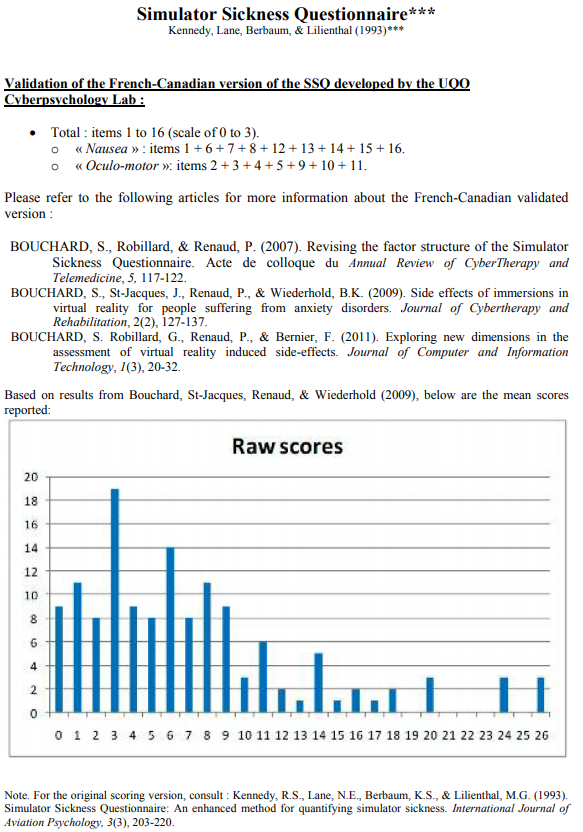 Simulator Sickness Questionnaire***
Kennedy, Lane, Berbaum, & Lilienthal (1993)***
Validation of the French-Canadian version of the SSQ developed by the UQO
Cyberpsychology Lab :
• Total : items 1 to 16 (scale of 0 to 3).
o « Nausea » : items 1 + 6 + 7 + 8 + 12 + 13 + 14 + 15 + 16.
o « Oculo-motor »: items 2 + 3 + 4 + 5 + 9 + 10 + 11.
Please refer to the following articles for more information about the French-Canadian validated
version :
BOUCHARD, S., Robillard, & Renaud, P. (2007). Revising the factor structure of the Simulator
Sickness Questionnaire. Acte de colloque du Annual Review of CyberTherapy and
Telemedicine, 5, 117-122.
BOUCHARD, S., St-Jacques, J., Renaud, P., & Wiederhold, B.K. (2009). Side effects of immersions in
virtual reality for people suffering from anxiety disorders. Journal of Cybertherapy and
Rehabilitation, 2(2), 127-137.
BOUCHARD, S. Robillard, G., Renaud, P., & Bernier, F. (2011). Exploring new dimensions in the
assessment of virtual reality induced side-effects. Journal of Computer and Information
Technology, 1(3), 20-32.
Based on results from Bouchard, St-Jacques, Renaud, & Wiederhold (2009), below are the mean scores
reported:
Raw scores
20
18
16
14
12
10
8
6
4
2
0
0 1 2 3 4 5 6 7 8 9 10 11 12 13 14 15 16 17 18 19 20 21 22 23 24 25 26
Note. For the original scoring version, consult : Kennedy, R.S., Lane, N.E., Berbaum, K.S., & Lilienthal, M.G. (1993).
Simulator Sickness Questionnaire: An enhanced method for quantifying simulator sickness. International Journal of
Aviation Psychology, 3(3), 203-220.